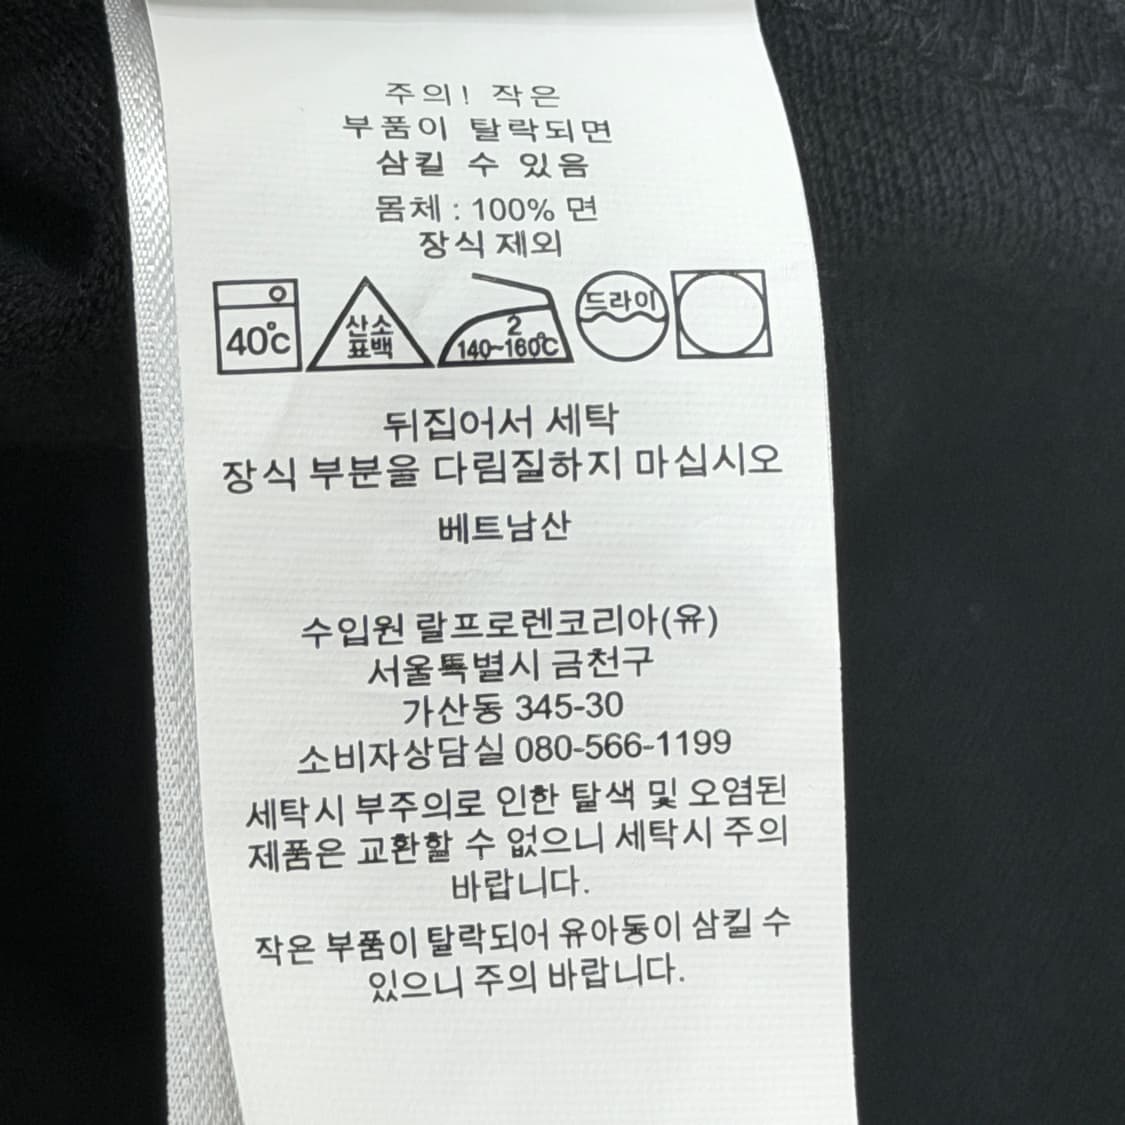 주의! 작은
부품이 탈락되면
삼킬 수 있음
몸체 : 100% 면
장식 제외
40℃ 산소 표백 2 140~160℃ 드라이
뒤집어서 세탁
장식 부분을 다림질하지 마십시오
베트남산
수입원 랄프로렌코리아(유)
서울특별시 금천구
가산동 345-30
소비자상담실 080-566-1199
세탁시 부주의로 인한 탈색 및 오염된
제품은 교환할 수 없으니 세탁시 주의
바랍니다.
작은 부품이 탈락되어 유아동이 삼킬 수
있으니 주의 바랍니다.